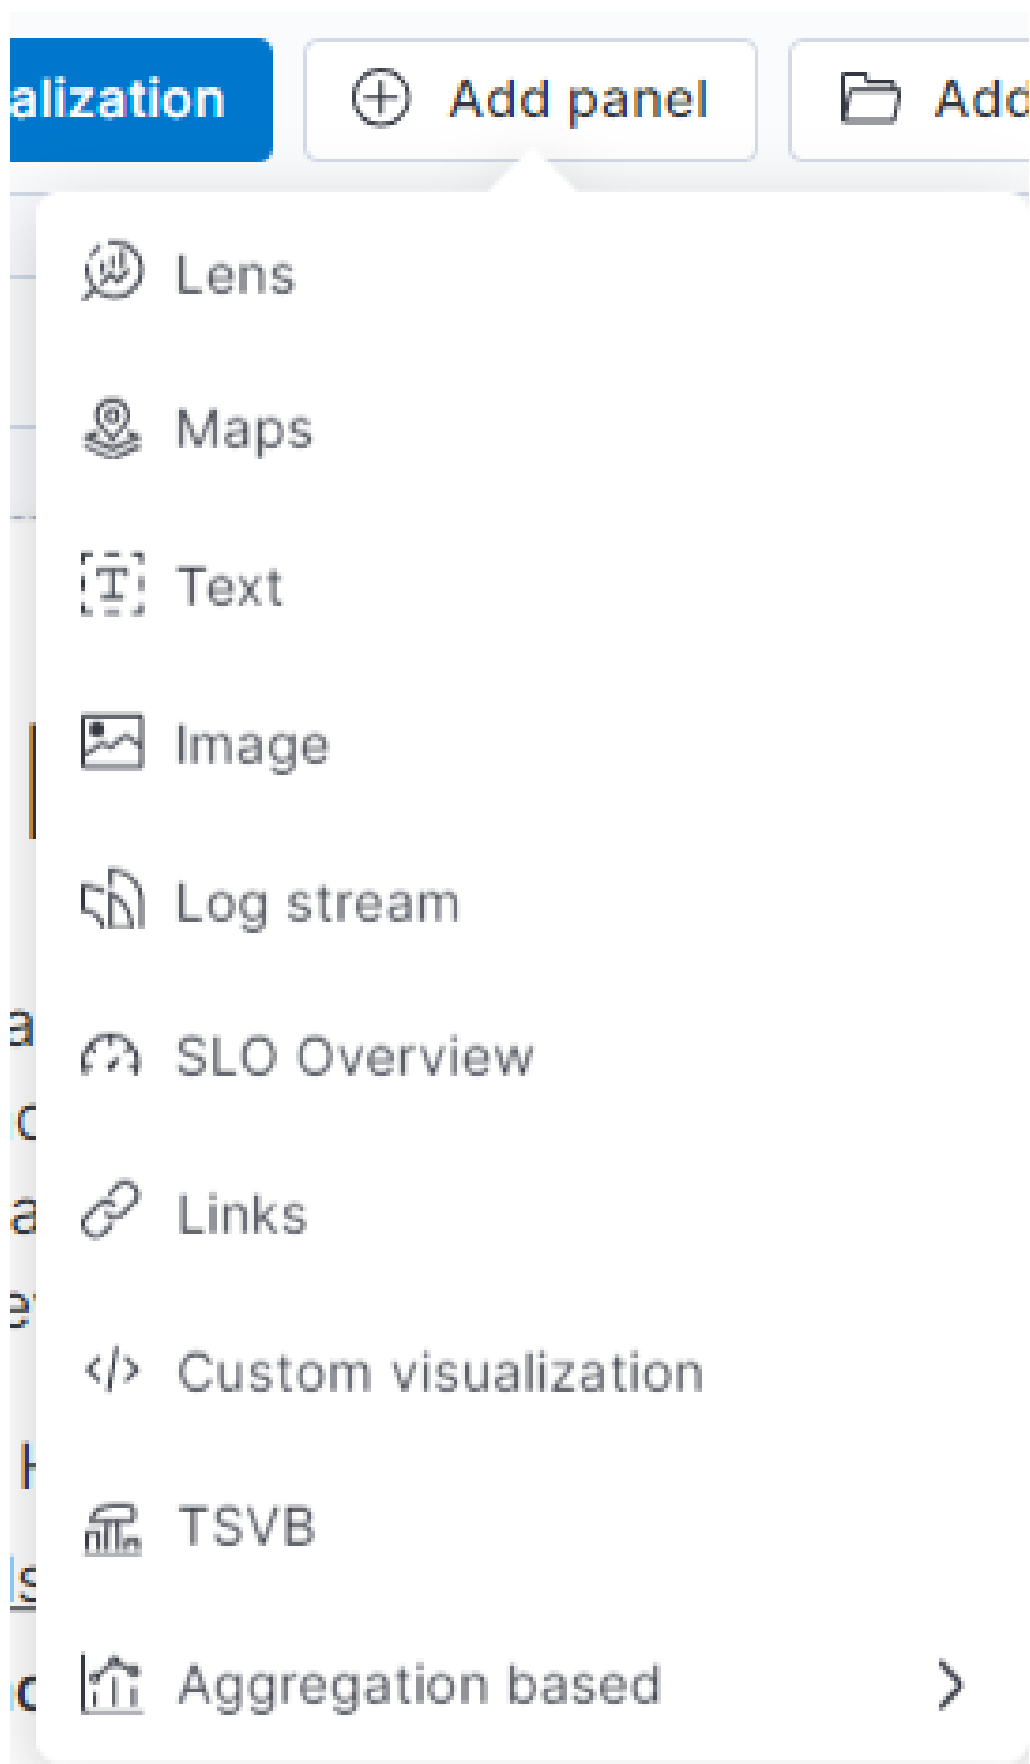 alization Add panel Add
Lens
Maps
Text
Image
Log stream
SLO Overview
Links
Custom visualization
TSVB
Aggregation based